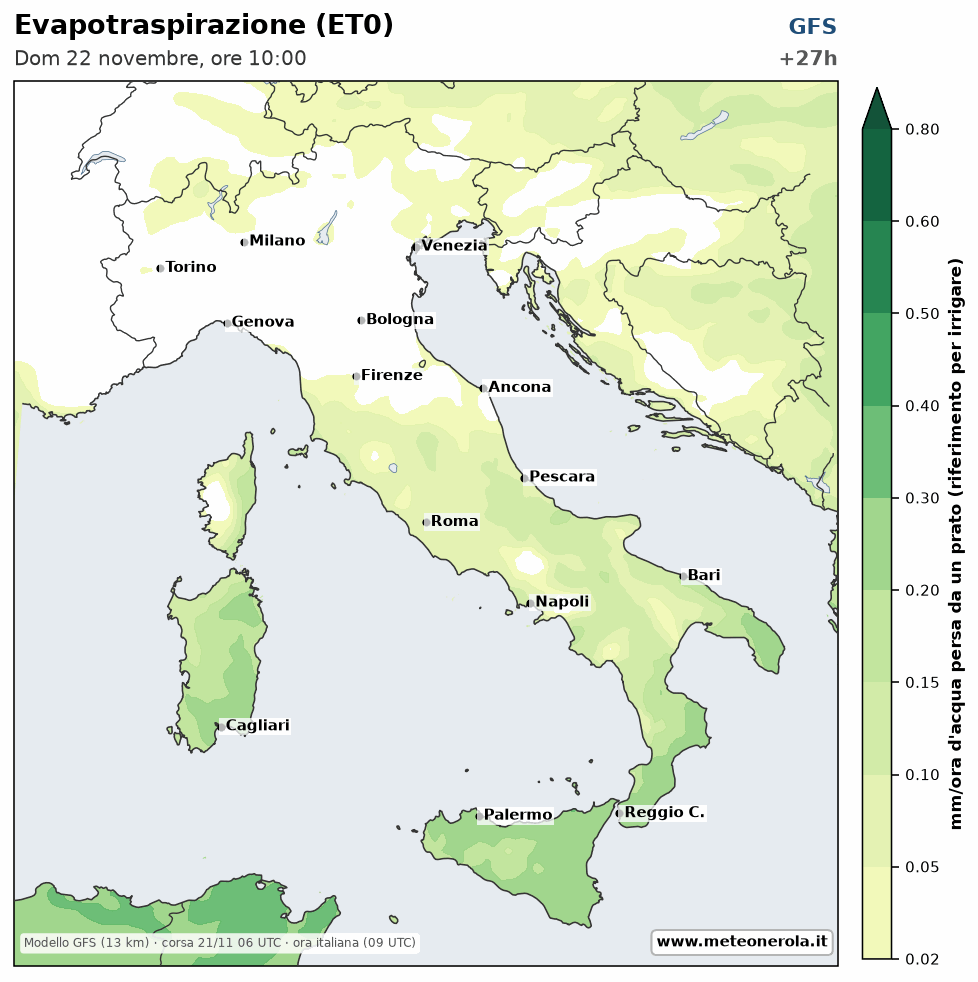 Evapotraspirazione (ET0)
GFS
Dom 22 novembre, ore 10:00
+27h
Milano
Venezia
Torino
Genova
Bologna
Firenze
Ancona
Pescara
Roma
Bari
Napoli
Cagliari
Palermo
Reggio C.
0.80
0.60
0.50
0.40
0.30
0.20
0.15
0.10
0.05
0.02
mm/ora d'acqua persa da un prato (riferimento per irrigare)
Modello GFS (13 km) · corsa 21/11 06 UTC · ora italiana (09 UTC)
www.meteonerola.it